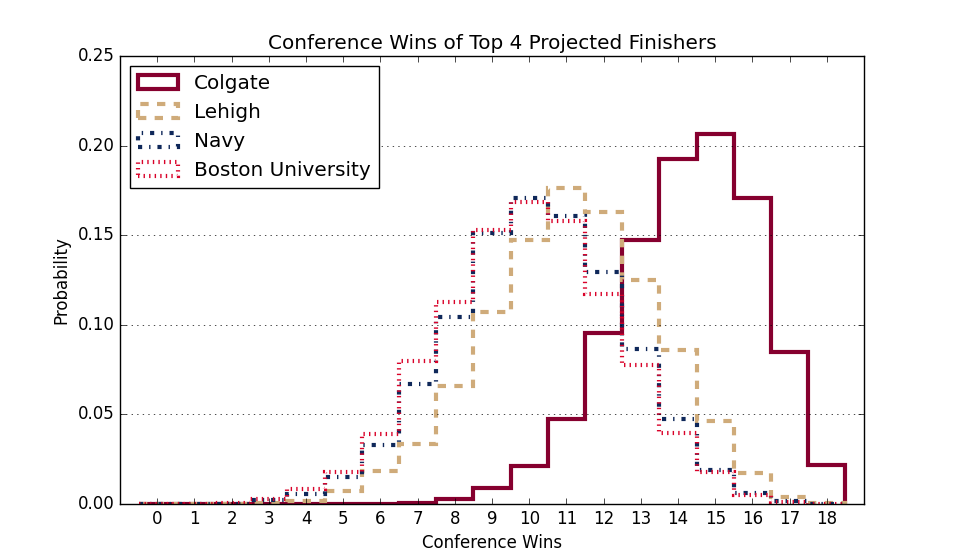 Conference Wins of Top 4 Projected Finishers
0.25
0.20
0.15
0.10
0.05
0.00
Probability
Colgate
Lehigh
Navy
Boston University
0 1 2 3 4 5 6 7 8 9 10 11 12 13 14 15 16 17 18
Conference Wins